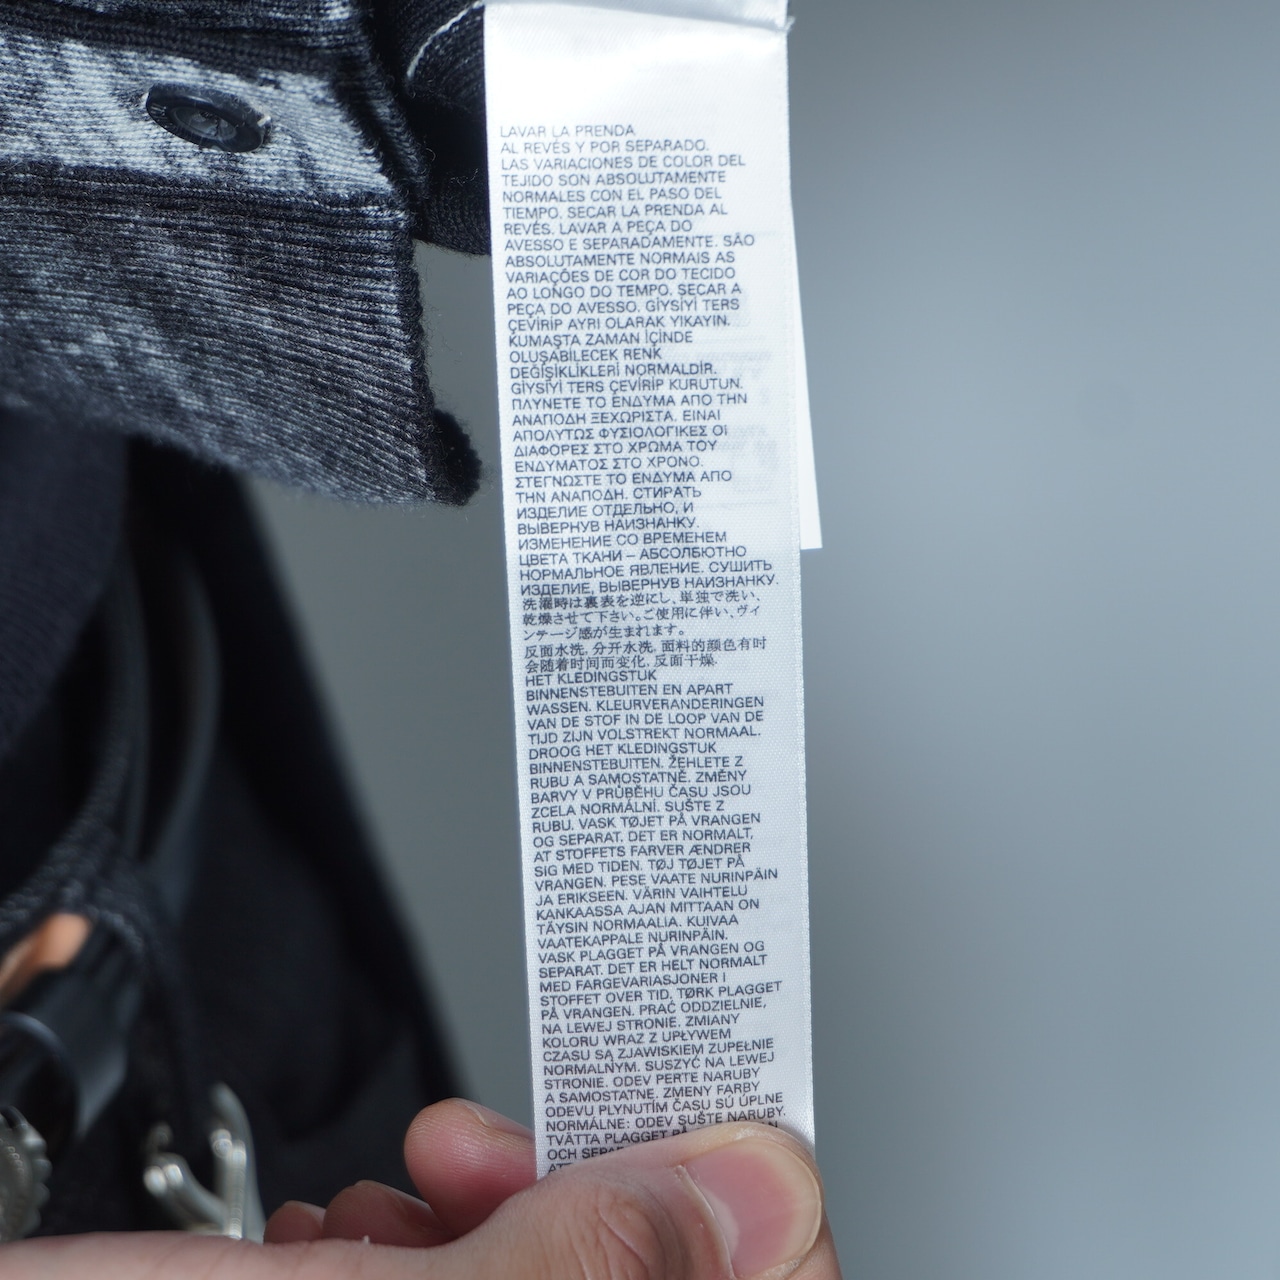 LAVAR LA PRENDA
AL REVÉS Y POR SEPARADO.
LAS VARIACIONES DE COLOR DEL
TEJIDO SON ABSOLUTAMENTE
NORMALES CON EL PASO DEL
TIEMPO. SECAR LA PRENDA AL
REVÉS. LAVAR A PEÇA DO
AVESSO E SEPARADAMENTE. SÃO
ABSOLUTAMENTE NORMAIS AS
VARIAÇÕES DE COR DO TECIDO
AO LONGO DO TEMPO. SECAR A
PEÇA DO AVESSO. GİYSİYİ TERS
ÇEVİRİP AYRI OLARAK YIKAYIN.
KUMAŞTA ZAMAN İÇİNDE
OLUŞABİLECEK RENK
DEĞİŞİKLİKLERİ NORMALDİR.
GİYSİYİ TERS ÇEVİRİP KURUTUN.
ΠΛΥΝΕΤΕ ΤΟ ΕΝΔΥΜΑ ΑΠΟ ΤΗΝ
ΑΝΑΠΟΔΗ ΞΕΧΩΡΙΣΤΑ. ΕΙΝΑΙ
ΑΠΟΛΥΤΩΣ ΦΥΣΙΟΛΟΓΙΚΕΣ ΟΙ
ΔΙΑΦΟΡΕΣ ΣΤΟ ΧΡΩΜΑ ΤΟΥ
ΕΝΔΥΜΑΤΟΣ ΣΤΟ ΧΡΟΝΟ.
ΣΤΕΓΝΩΣΤΕ ΤΟ ΕΝΔΥΜΑ ΑΠΟ
ΤΗΝ ΑΝΑΠΟΔΗ. СТИРАТЬ
ИЗДЕЛИЕ ОТДЕЛЬНО, И
ВЫВЕРНУВ НАИЗНАНКУ.
ИЗМЕНЕНИЕ СО ВРЕМЕНЕМ
ЦВЕТА ТКАНИ – АБСОЛБЮТНО
НОРМАЛЬНОЕ ЯВЛЕНИЕ. СУШИТЬ
ИЗДЕЛИЕ, ВЫВЕРНУВ НАИЗНАНКУ.
洗濯時は裏表を逆にし、単独で洗い、
乾燥させて下さい。ご使用に伴い、ヴィ
ンテージ感が生まれます。
反面水洗, 分开水洗, 面料的颜色有时
会随着时间而变化, 反面干燥.
HET KLEDINGSTUK
BINNENSTEBUITEN EN APART
WASSEN. KLEURVERANDERINGEN
VAN DE STOF IN DE LOOP VAN DE
TIJD ZIJN VOLSTREKT NORMAAL.
DROOG HET KLEDINGSTUK
BINNENSTEBUITEN. ŽEHLETE Z
RUBU A SAMOSTATNĚ. ZMĚNY
BARVY V PRŮBĚHU ČASU JSOU
ZCELA NORMÁLNÍ. SUŠTE Z
RUBU. VASK TØJET PÅ VRANGEN
OG SEPARAT. DET ER NORMALT,
AT STOFFETS FARVER ÆNDRER
SIG MED TIDEN. TØJ TØJET PÅ
VRANGEN. PESE VAATE NURINPÄIN
JA ERIKSEEN. VÄRIN VAIHTELU
KANKAASSA AJAN MITTAAN ON
TÄYSIN NORMAALIA. KUIVAA
VAATEKAPPALE NURINPÄIN.
VASK PLAGGET PÅ VRANGEN OG
SEPARAT. DET ER HELT NORMALT
MED FARGEVARIASJONER I
STOFFET OVER TID. TØRK PLAGGET
PÅ VRANGEN. PRAĆ ODDZIELNIE,
NA LEWEJ STRONIE. ZMIANY
KOLORU WRAZ Z UPŁYWEM
CZASU SĄ ZJAWISKIEM ZUPEŁNIE
NORMALNYM. SUSZYĆ NA LEWEJ
STRONIE. ODEV PERTE NARUBY
A SAMOSTATNE. ZMENY FARBY
ODEVU PLYNUTÍM ČASU SÚ ÚPLNE
NORMÁLNE: ODEV SUŠTE NARUBY.
TVÄTTA PLAGGET
OCH